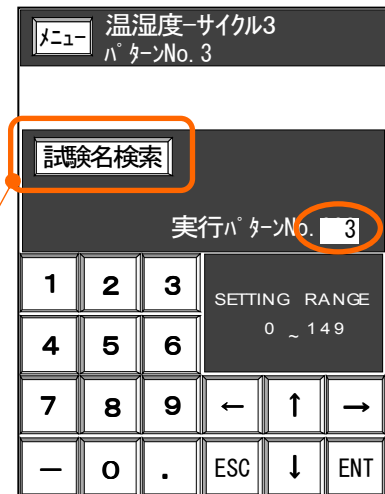 ﾒﾆｭｰ 温湿度-サイクル3
ﾊﾟﾀｰﾝNo. 3
試験名検索
実行ﾊﾟﾀｰﾝNo. 3
1 2 3
SETTING RANGE
0 ~ 149
4 5 6
7 8 9 ← ↑ →
— 0 . ESC ↓ ENT